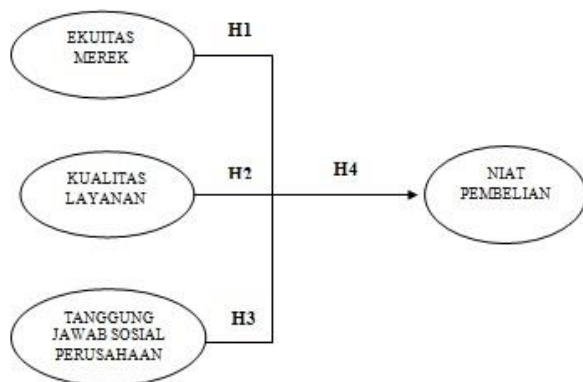 EKUITAS
MEREK
H1
KUALITAS
LAYANAN
H2
H4
NIAT
PEMBELIAN
TANGGUNG
JAWAB SOSIAL
PERUSAHAAN
H3